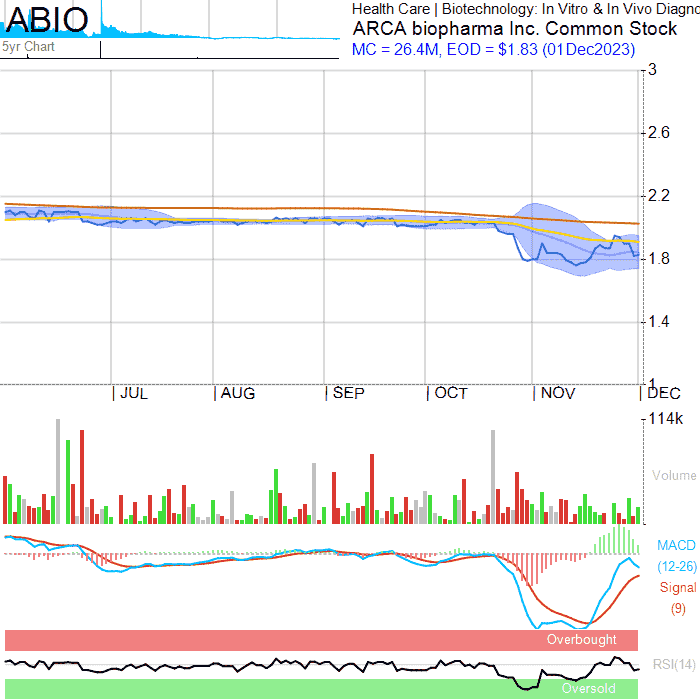 ABIO
5yr Chart
Health Care | Biotechnology: In Vitro & In Vivo Diagno
ARCA biopharma Inc. Common Stock
MC = 26.4M, EOD = $1.83 (01Dec2023)
3
2.6
2.2
1.8
1.4
1
JUL AUG SEP OCT NOV DEC
114k
Volume
MACD
(12-26)
Signal
(9)
Overbought
RSI(14)
Oversold